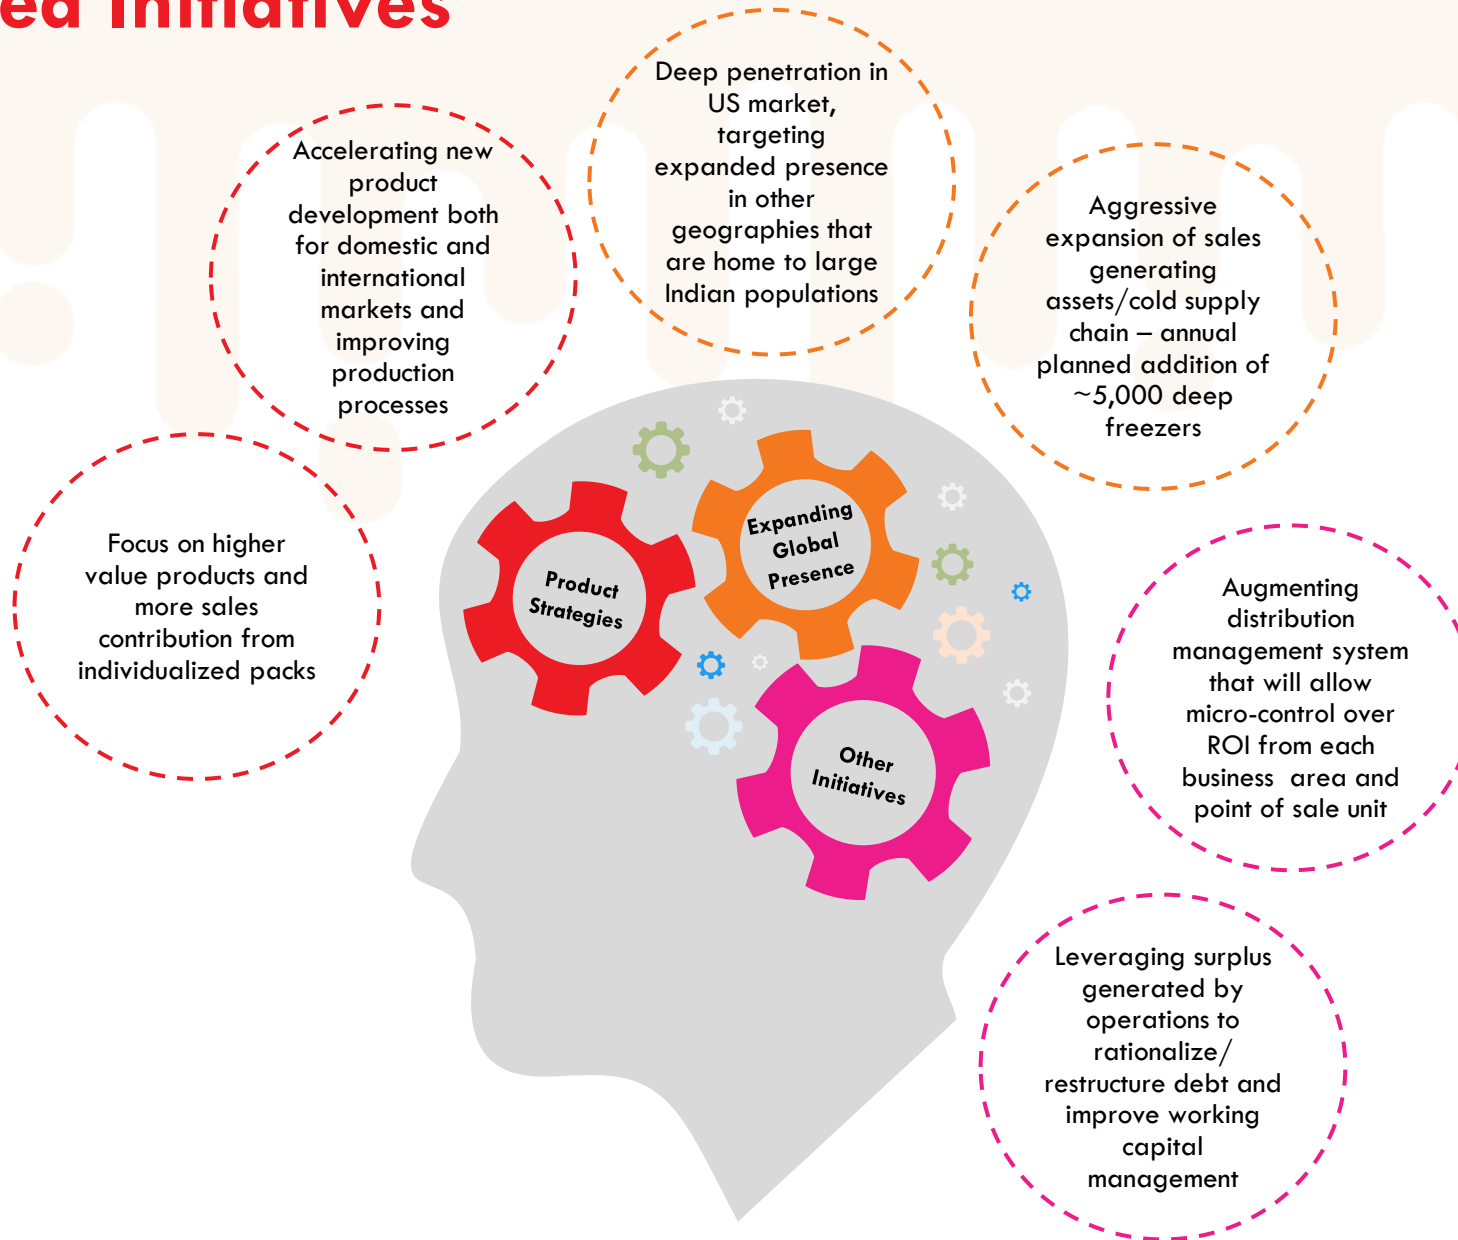 ed Initiatives
Deep penetration in
US market,
targeting
expanded presence
in other
geographies that
are home to large
Indian populations
Accelerating new
product
development both
for domestic and
international
markets and
improving
production
processes
Aggressive
expansion of sales
generating
assets/cold supply
chain – annual
planned addition of
~5,000 deep
freezers
Focus on higher
value products and
more sales
contribution from
individualized packs
Product
Strategies
Expanding
Global
Presence
Other
Initiatives
Augmenting
distribution
management system
that will allow
micro-control over
ROI from each
business area and
point of sale unit
Leveraging surplus
generated by
operations to
rationalize/
restructure debt and
improve working
capital
management